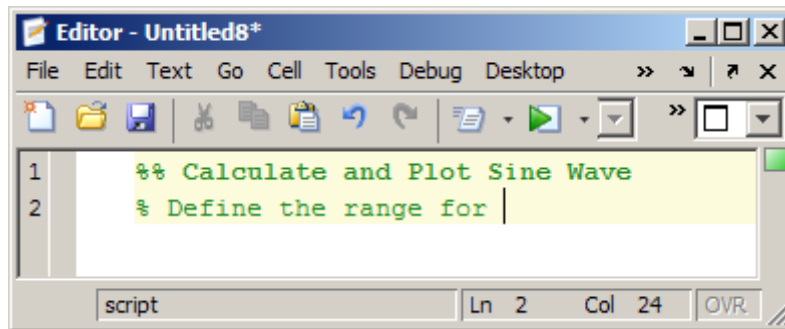 Editor - Untitled8*
File Edit Text Go Cell Tools Debug Desktop »
»
1 %% Calculate and Plot Sine Wave
2 % Define the range for
script Ln 2 Col 24 OVR